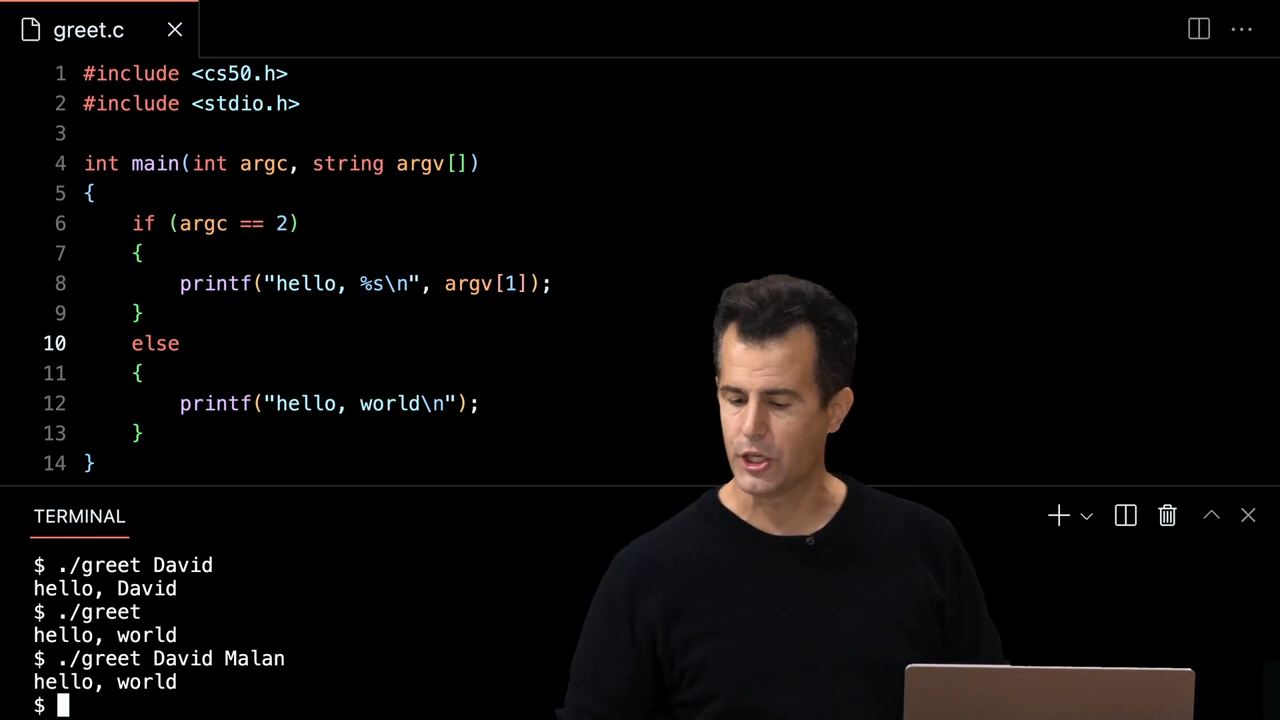 greet.c
1 #include <cs50.h>
2 #include <stdio.h>
3
4 int main(int argc, string argv[])
5 {
6     if (argc == 2)
7     {
8         printf("hello, %s\n", argv[1]);
9     }
10     else
11     {
12         printf("hello, world\n");
13     }
14 }
TERMINAL
$ ./greet David
hello, David
$ ./greet
hello, world
$ ./greet David Malan
hello, world
$